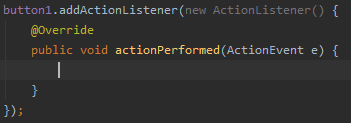 button1.addActionListener(new ActionListener() {
@Override
public void actionPerformed(ActionEvent e) {
}
});